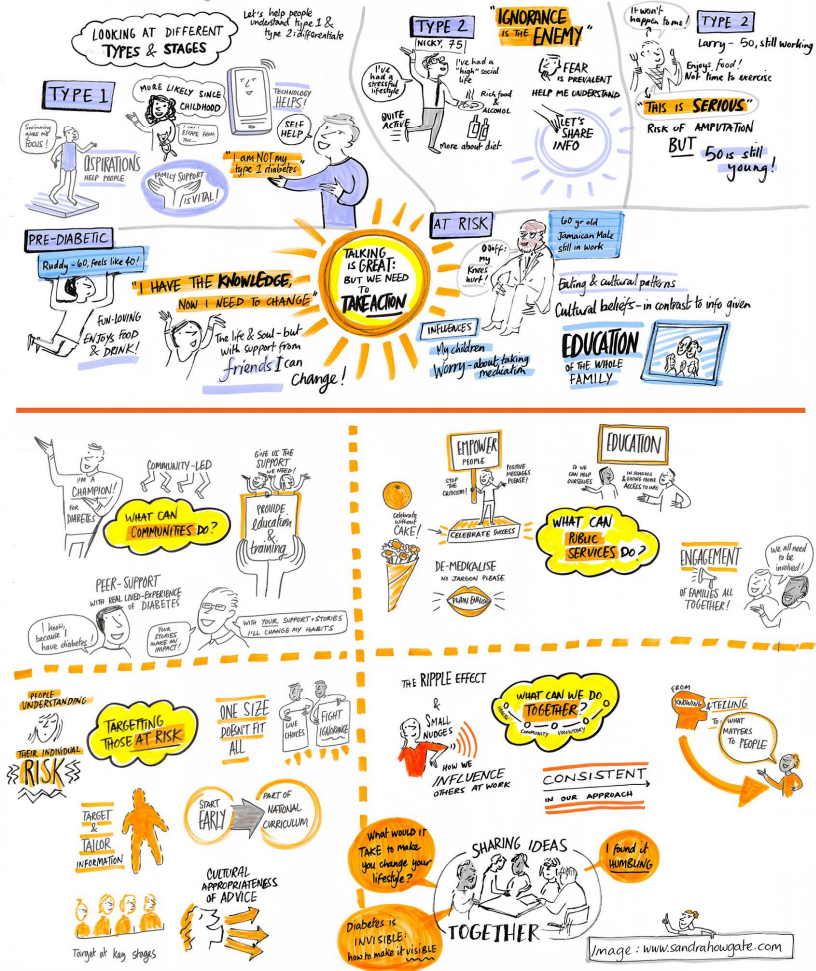 LOOKING AT DIFFERENT
TYPES & STAGES
Let's help people
understand type 1 &
type 2: differentiate
TYPE 1
MORE LIKELY SINCE
CHILDHOOD
I can't
ESCAPE FROM
THIS...
TECHNOLOGY
HELPS!
Swimming
gives me
FOCUS!
ASPIRATIONS
HELP PEOPLE
FAMILY SUPPORT
IS VITAL!
SELF
HELP
"I am NOT my
type 1 diabetes"
TYPE 2
NICKY, 75
I've
had a
stressful
lifestyle
I've had a
"high" social
life
Rich food
&
ALCOHOL
QUITE
ACTIVE
More about diet
"IGNORANCE
IS THE ENEMY"
FEAR
IS PREVALENT
HELP ME UNDERSTAND
LET'S
SHARE
INFO
It won't
happen to me!
TYPE 2
Larry - 50, still working
Enjoys food!
Not time to exercise
"THIS IS SERIOUS"
RISK OF AMPUTATION
BUT
50 is still
young!
PRE-DIABETIC
Ruddy - 60, feels like 40!
"I HAVE THE KNOWLEDGE,
NOW I NEED TO CHANGE"
FUN-LOVING
ENJOYS FOOD
& DRINK!
The life & soul - but
with support from
friends I can
change!
TALKING
IS GREAT:
BUT WE NEED
TO
TAKE ACTION
AT RISK
Ooff:
my
knees
hurt!
60 yr old
Jamaican Male
still in work
Eating & cultural patterns
Cultural beliefs - in contrast to info given
INFLUENCES
My children
Worry - about taking
medication
EDUCATION
OF THE WHOLE
FAMILY
I'M A
CHAMPION!
FOR
DIABETES
COMMUNITY-LED
WHAT CAN
COMMUNITIES DO?
GIVE US THE
SUPPORT
WE NEED!
PROVIDE
education
&
training
PEER-SUPPORT
WITH REAL LIVED-EXPERIENCE
OF DIABETES
I know,
because I
have diabetes!
YOUR
STORIES
MAKE AN
IMPACT!
WITH YOUR SUPPORT + STORIES
I'LL CHANGE MY HABITS
EMPOWER
PEOPLE
STOP
THE
CRITICISM!
POSITIVE
MESSAGES
PLEASE!
Celebrate
without
CAKE!
CELEBRATE SUCCESS
DE-MEDICALISE
NO JARGON PLEASE
PLAIN ENGLISH
EDUCATION
SO WE
CAN HELP
OURSELVES
IN SCHOOLS
& GIVING MORE
ACCESS TO INFO
WHAT CAN
PUBLIC
SERVICES DO?
ENGAGEMENT
OF FAMILIES ALL
TOGETHER!
We all need
to be
involved!
PEOPLE
UNDERSTANDING
THEIR INDIVIDUAL
RISK
TARGETTING
THOSE AT RISK
ONE SIZE
DOESN'T FIT
ALL
LIVE
CHOICES
FIGHT
IGNORANCE
TARGET
&
TAILOR
INFORMATION
START
EARLY
PART OF
NATIONAL
CURRICULUM
Target at key stages
CULTURAL
APPROPRIATENESS
OF ADVICE
THE RIPPLE EFFECT
&
SMALL
NUDGES
HOW WE
INFLUENCE
OTHERS AT WORK
WHAT CAN WE DO
TOGETHER?
HEALTH
COMMUNITY
VOLUNTARY
CONSISTENT
IN OUR APPROACH
FROM
KNOWING & TELLING
TO: WHAT
MATTERS
TO PEOPLE
What WOULD IT
TAKE to make
you change your
lifestyle?
SHARING IDEAS
TOGETHER
I found it
HUMBLING
Diabetes is
INVISIBLE:
how to make it VISIBLE
Image: www.sandrahowgate.com